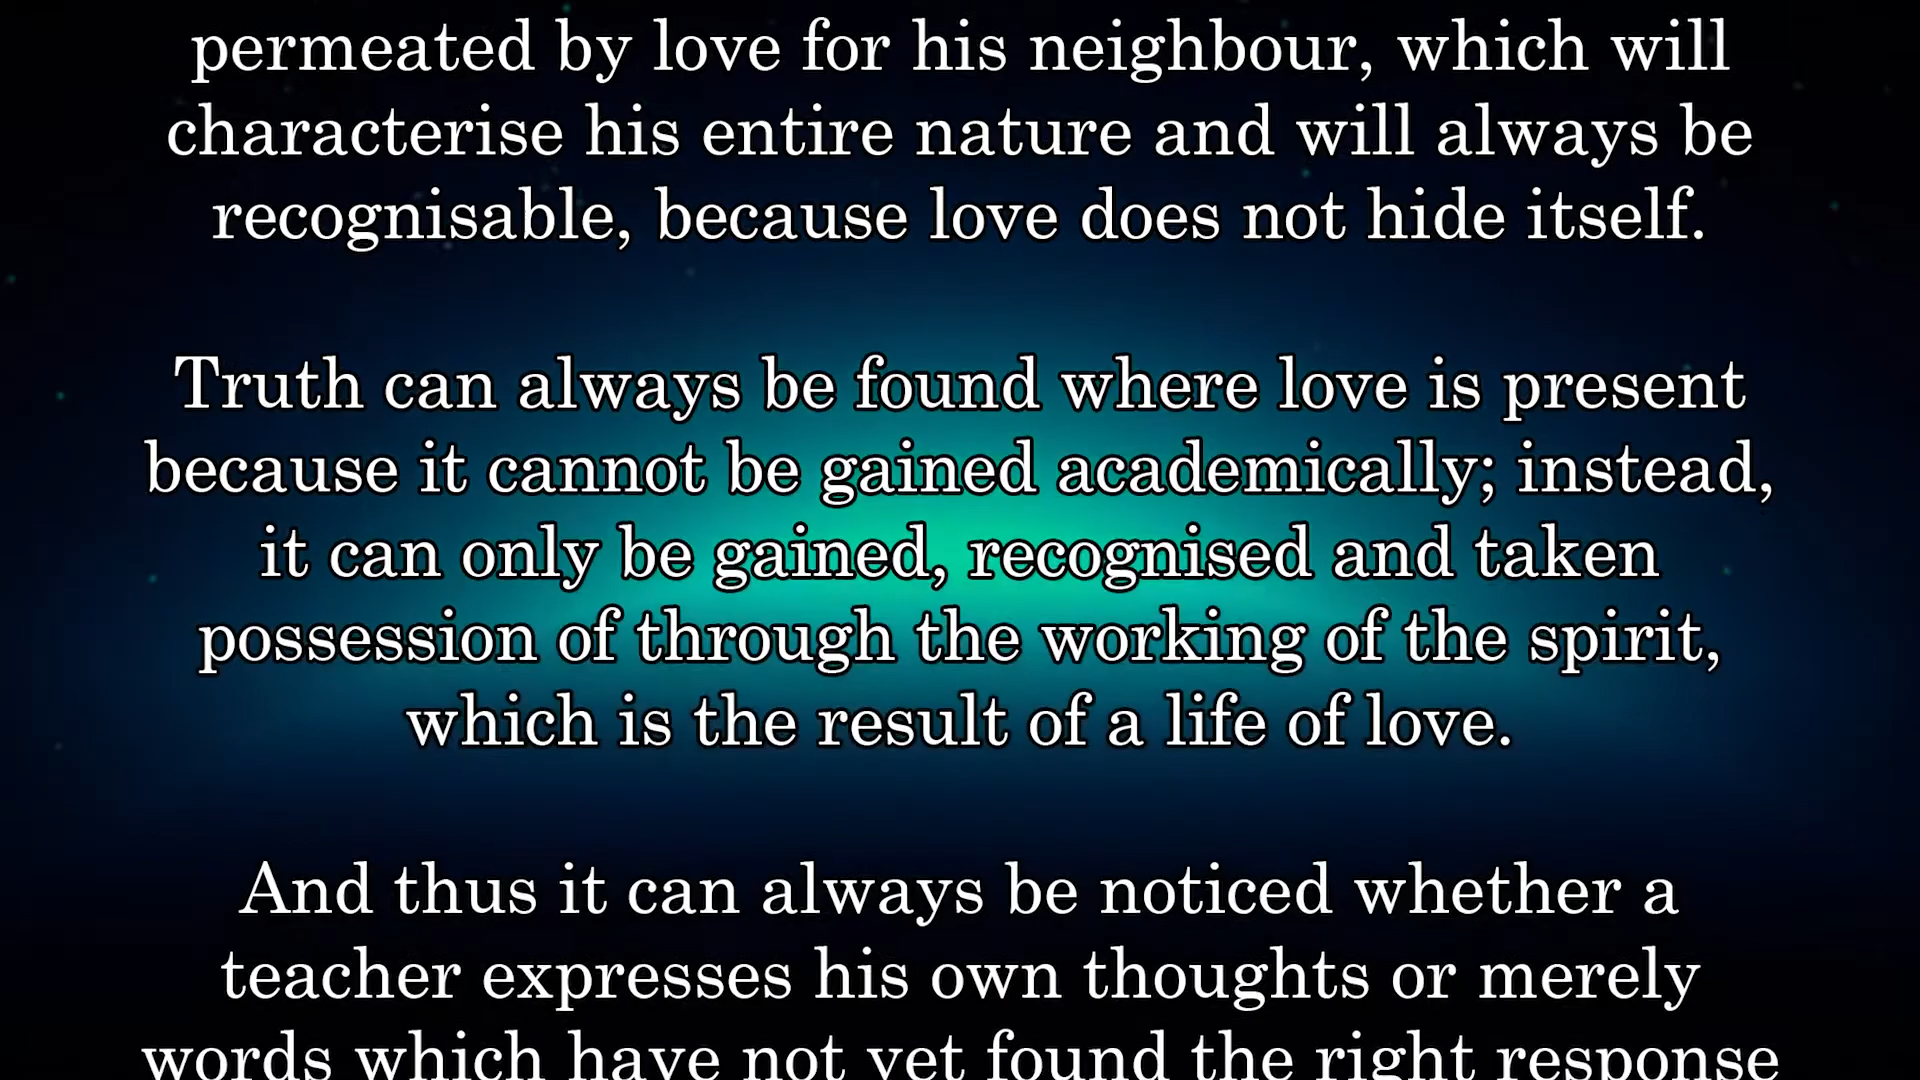 permeated by love for his neighbour, which will
characterise his entire nature and will always be
recognisable, because love does not hide itself.
Truth can always be found where love is present
because it cannot be gained academically; instead,
it can only be gained, recognised and taken
possession of through the working of the spirit,
which is the result of a life of love.
And thus it can always be noticed whether a
teacher expresses his own thoughts or merely
words which have not yet found the right response